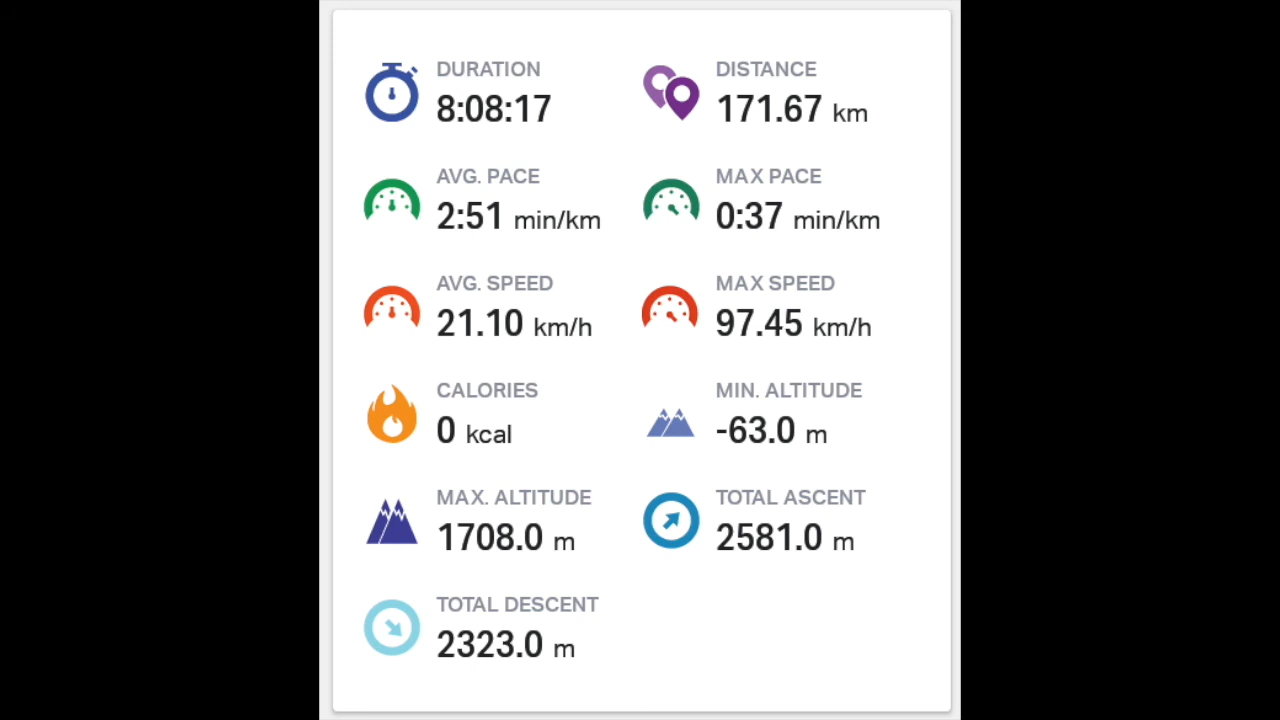 DURATION
8:08:17
DISTANCE
171.67 km
AVG. PACE
2:51 min/km
MAX PACE
0:37 min/km
AVG. SPEED
21.10 km/h
MAX SPEED
97.45 km/h
CALORIES
0 kcal
MIN. ALTITUDE
-63.0 m
MAX. ALTITUDE
1708.0 m
TOTAL ASCENT
2581.0 m
TOTAL DESCENT
2323.0 m